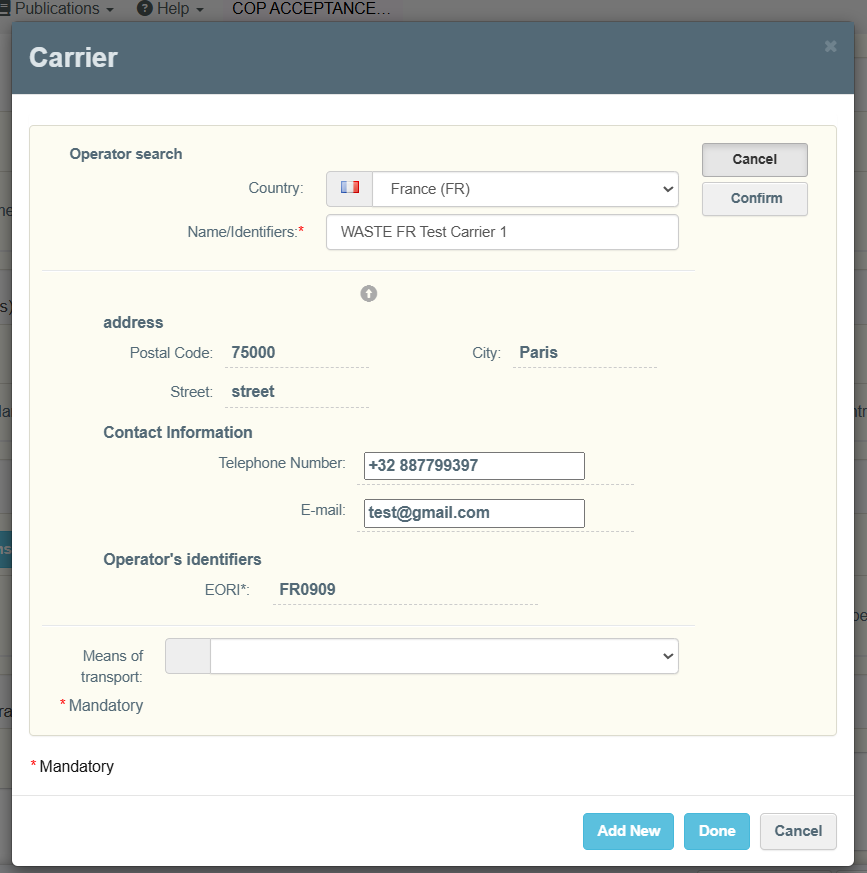 Publications
Help
COP ACCEPTANCE...
Carrier
×
Operator search
Cancel
Country: France (FR)
Confirm
Name/Identifiers:* WASTE FR Test Carrier 1
address
Postal Code: 75000 City: Paris
Street: street
Contact Information
Telephone Number: +32 887799397
E-mail: test@gmail.com
Operator's identifiers
EORI*: FR0909
Means of
transport:
* Mandatory
* Mandatory
Add New Done Cancel